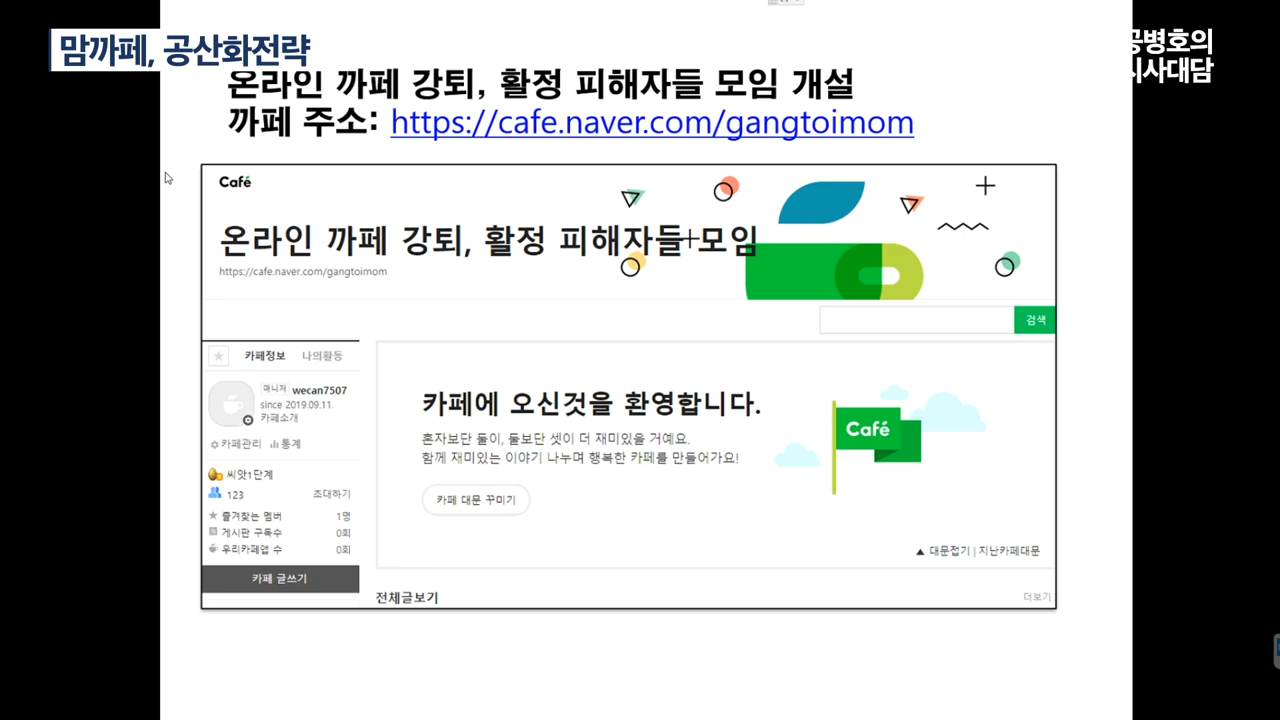 맘까페, 공산화전략
공병호의
시사대담
온라인 까페 강퇴, 활정 피해자들 모임 개설
까페 주소: https://cafe.naver.com/gangtoimom
Café
온라인 까페 강퇴, 활정 피해자들 모임
https://cafe.naver.com/gangtoimom
검색
카페정보 나의활동
매니저 wecan7507
since 2019.09.11.
카페소개
카페관리 통계
씨앗1단계
123 초대하기
즐겨찾는 멤버 1명
게시판 구독수 0회
우리카페앱 수 0회
카페 글쓰기
카페에 오신것을 환영합니다.
혼자보단 둘이, 둘보단 셋이 더 재미있을 거예요.
함께 재미있는 이야기 나누며 행복한 카페를 만들어가요!
카페 대문 꾸미기
Café
▲ 대문접기 | 지난카페대문
전체글보기
더보기